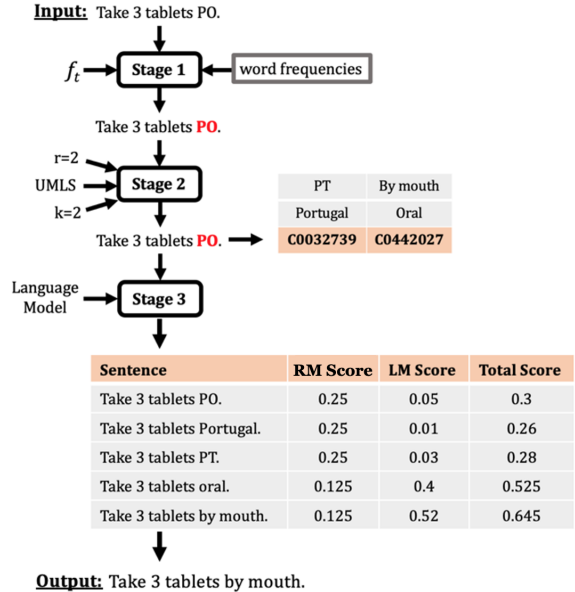 Input: Take 3 tablets PO.
fₜ
Stage 1
word frequencies
Take 3 tablets PO.
r=2
UMLS
k=2
Stage 2
PT By mouth
Portugal Oral
C0032739 C0442027
Take 3 tablets PO.
Language
Model
Stage 3
Sentence RM Score LM Score Total Score
Take 3 tablets PO. 0.25 0.05 0.3
Take 3 tablets Portugal. 0.25 0.01 0.26
Take 3 tablets PT. 0.25 0.03 0.28
Take 3 tablets oral. 0.125 0.4 0.525
Take 3 tablets by mouth. 0.125 0.52 0.645
Output: Take 3 tablets by mouth.